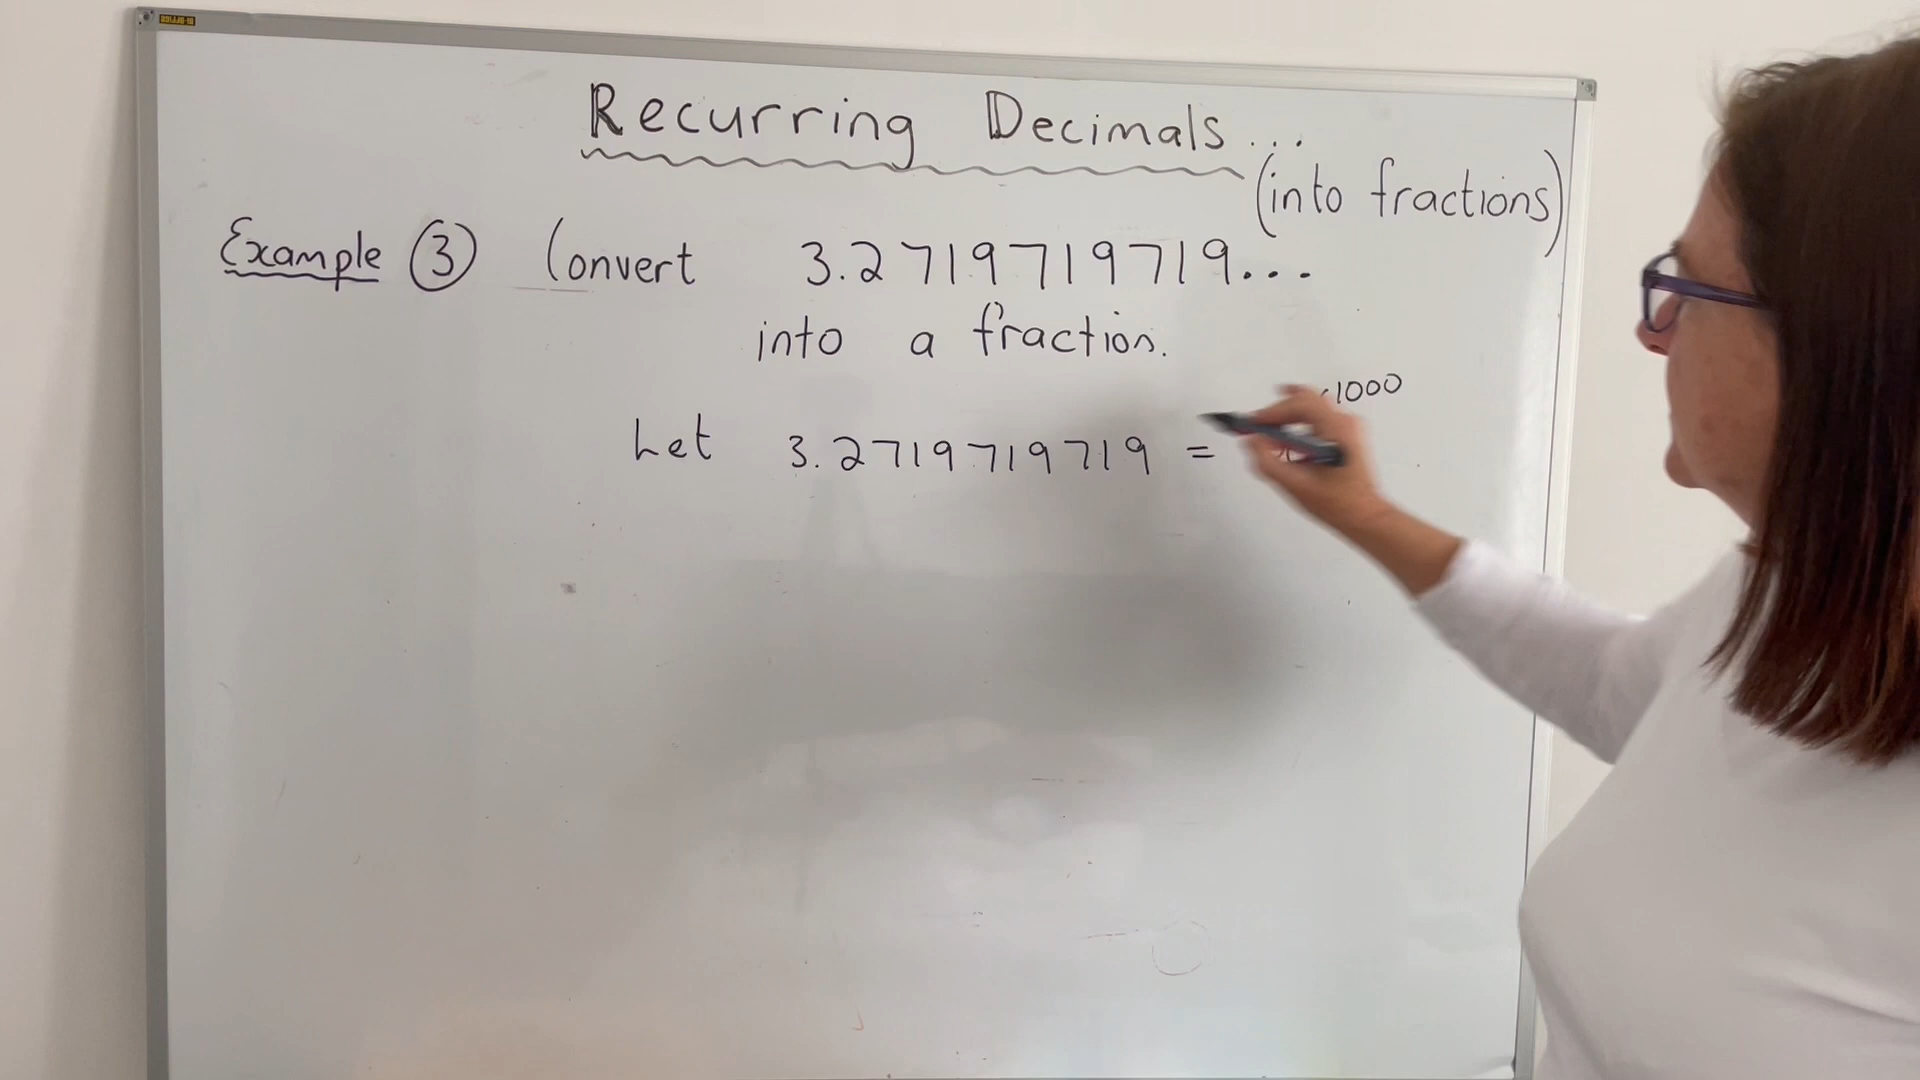 Recurring Decimals...
(into fractions)
Example ③ Convert 3.2719719719...
into a fraction.
×1000
Let 3.2719719719 =